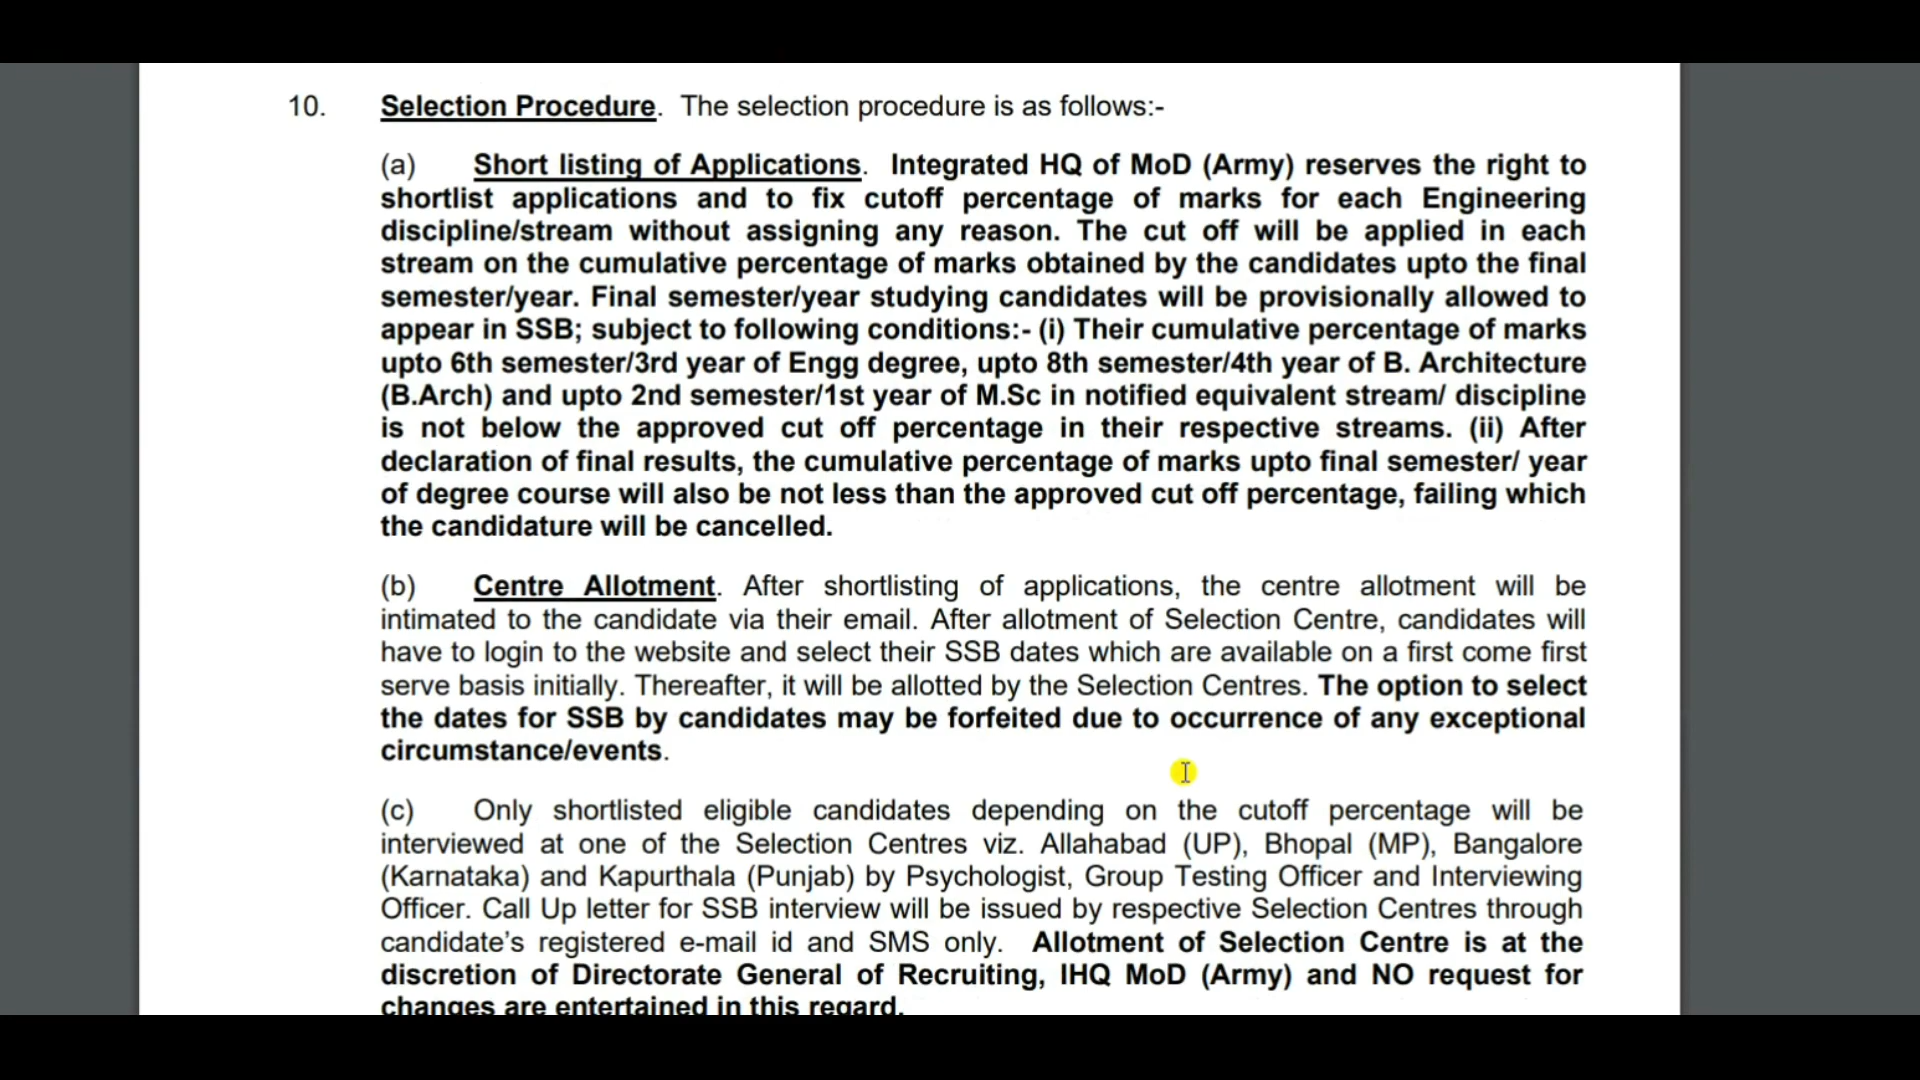 10. Selection Procedure. The selection procedure is as follows:-
(a) Short listing of Applications. Integrated HQ of MoD (Army) reserves the right to
shortlist applications and to fix cutoff percentage of marks for each Engineering
discipline/stream without assigning any reason. The cut off will be applied in each
stream on the cumulative percentage of marks obtained by the candidates upto the final
semester/year. Final semester/year studying candidates will be provisionally allowed to
appear in SSB; subject to following conditions:- (i) Their cumulative percentage of marks
upto 6th semester/3rd year of Engg degree, upto 8th semester/4th year of B. Architecture
(B.Arch) and upto 2nd semester/1st year of M.Sc in notified equivalent stream/ discipline
is not below the approved cut off percentage in their respective streams. (ii) After
declaration of final results, the cumulative percentage of marks upto final semester/ year
of degree course will also be not less than the approved cut off percentage, failing which
the candidature will be cancelled.
(b) Centre Allotment. After shortlisting of applications, the centre allotment will be
intimated to the candidate via their email. After allotment of Selection Centre, candidates will
have to login to the website and select their SSB dates which are available on a first come first
serve basis initially. Thereafter, it will be allotted by the Selection Centres. The option to select
the dates for SSB by candidates may be forfeited due to occurrence of any exceptional
circumstance/events.
(c) Only shortlisted eligible candidates depending on the cutoff percentage will be
interviewed at one of the Selection Centres viz. Allahabad (UP), Bhopal (MP), Bangalore
(Karnataka) and Kapurthala (Punjab) by Psychologist, Group Testing Officer and Interviewing
Officer. Call Up letter for SSB interview will be issued by respective Selection Centres through
candidate's registered e-mail id and SMS only. Allotment of Selection Centre is at the
discretion of Directorate General of Recruiting, IHQ MoD (Army) and NO request for
changes are entertained in this regard.